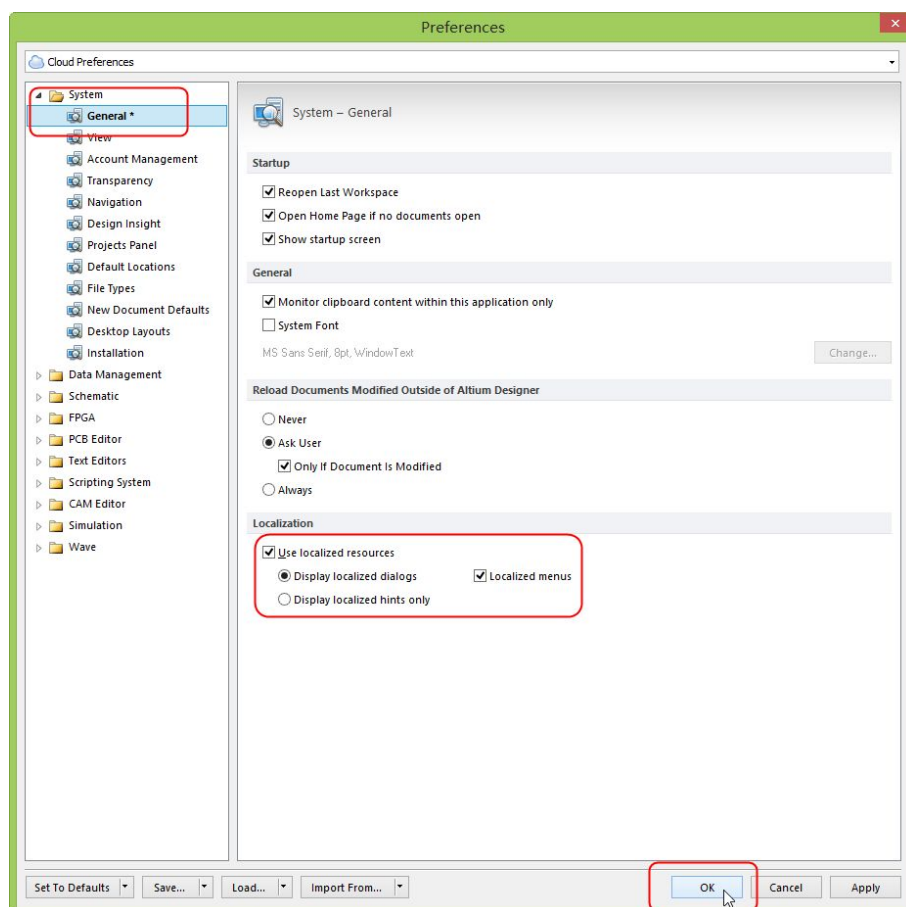 Preferences
Cloud Preferences
System
General *
View
Account Management
Transparency
Navigation
Design Insight
Projects Panel
Default Locations
File Types
New Document Defaults
Desktop Layouts
Installation
Data Management
Schematic
FPGA
PCB Editor
Text Editors
Scripting System
CAM Editor
Simulation
Wave
System – General
Startup
Reopen Last Workspace
Open Home Page if no documents open
Show startup screen
General
Monitor clipboard content within this application only
System Font
MS Sans Serif, 8pt, WindowText
Change...
Reload Documents Modified Outside of Altium Designer
Never
Ask User
Only If Document Is Modified
Always
Localization
Use localized resources
Display localized dialogs
Localized menus
Display localized hints only
Set To Defaults
Save...
Load...
Import From...
OK
Cancel
Apply